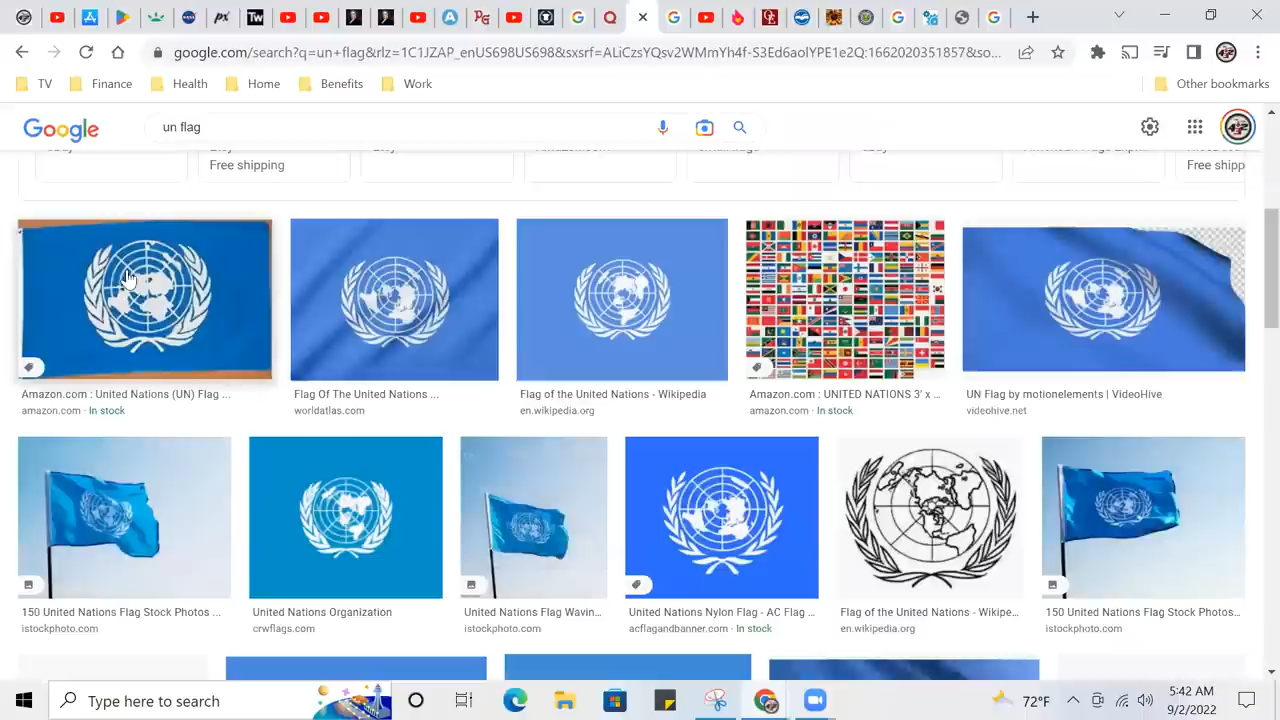 google.com/search?q=un+flag&rlz=1C1JZAP_enUS698US698&sxsrf=ALiCzsYQsv2WMmYh4f-S3Ed6aolYPE1e2Q:1662020351857&so...
TV Finance Health Home Benefits Work Other bookmarks
Google un flag
Free shipping Free shipp
Amazon.com : United Nations (UN) Flag ... Flag Of The United Nations ... Flag of the United Nations - Wikipedia Amazon.com : UNITED NATIONS 3' x ... UN Flag by motionelements | VideoHive
amazon.com · In stock worldatlas.com en.wikipedia.org amazon.com · In stock videohive.net
150 United Nations Flag Stock Photos ... United Nations Organization United Nations Flag Wavin... United Nations Nylon Flag - AC Flag ... Flag of the United Nations - Wikipe... 150 United Nations Flag Stock Photos...
istockphoto.com crwflags.com istockphoto.com acflagandbanner.com · In stock en.wikipedia.org istockphoto.com
Type here to search 72°F 5:42 AM
9/2/2022